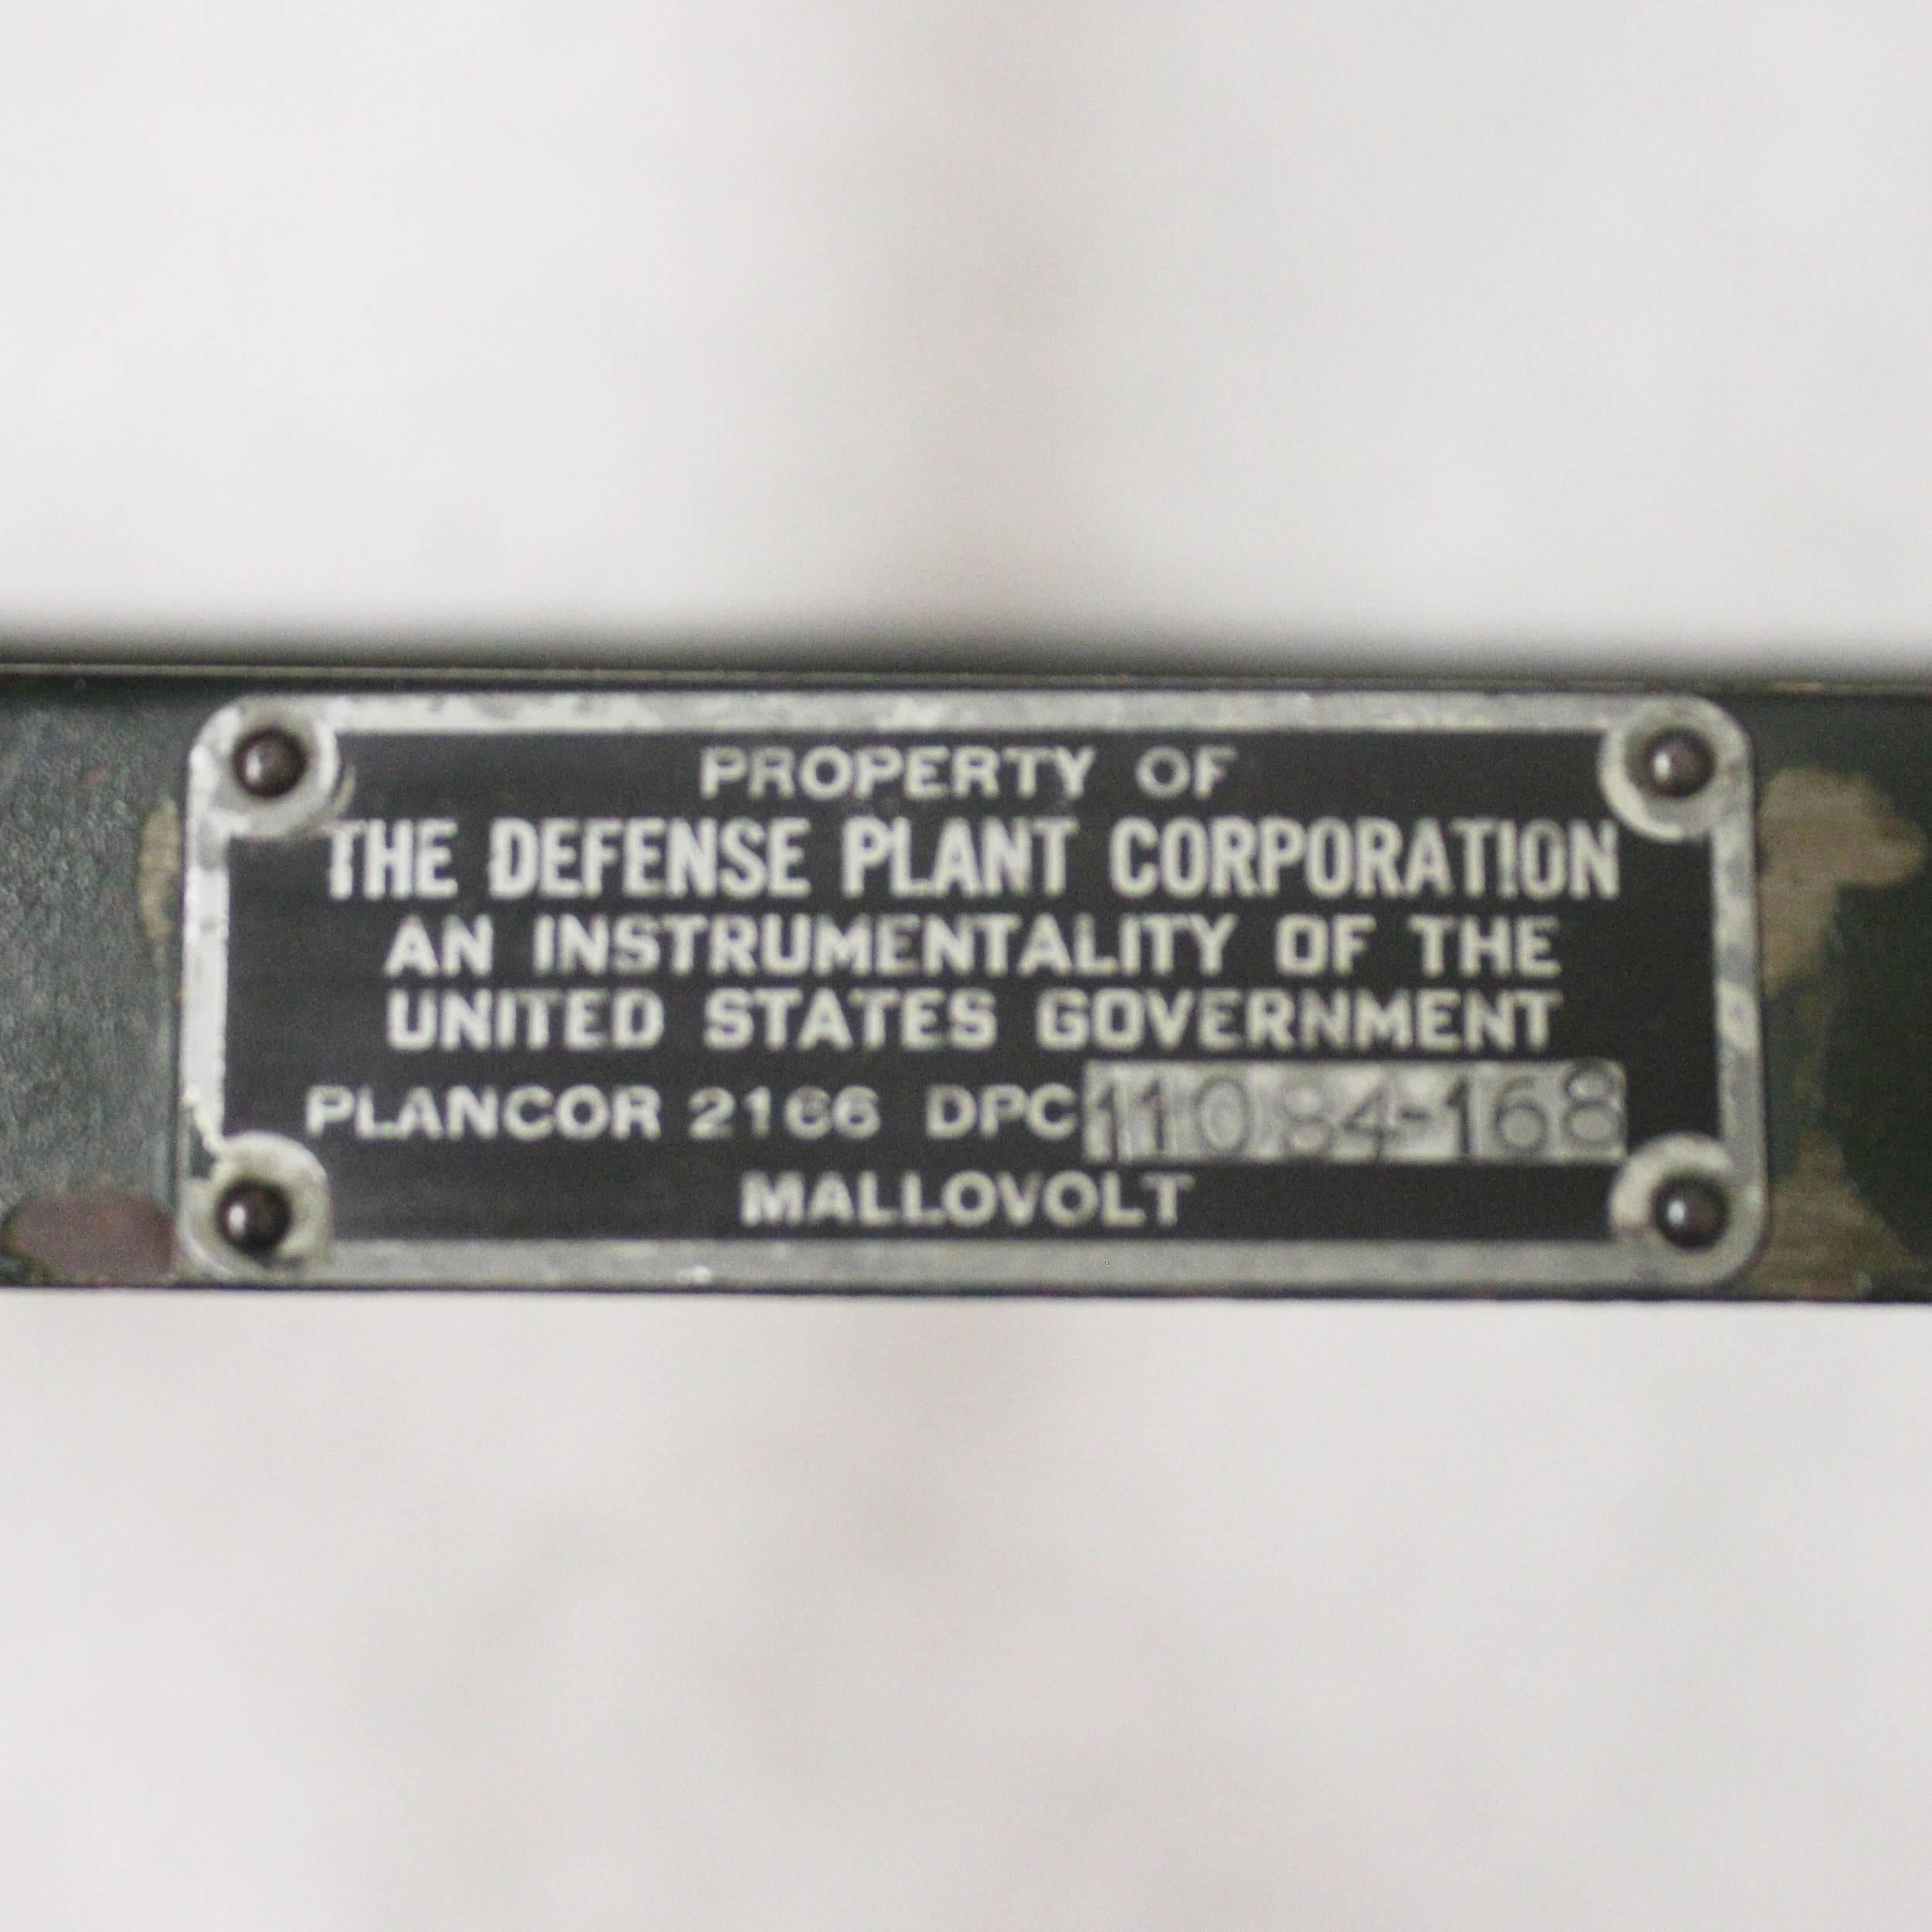 PROPERTY OF
THE DEFENSE PLANT CORPORATION
AN INSTRUMENTALITY OF THE
UNITED STATES GOVERNMENT
PLANCOR 2166 DPC 11084-168
MALLOVOLT